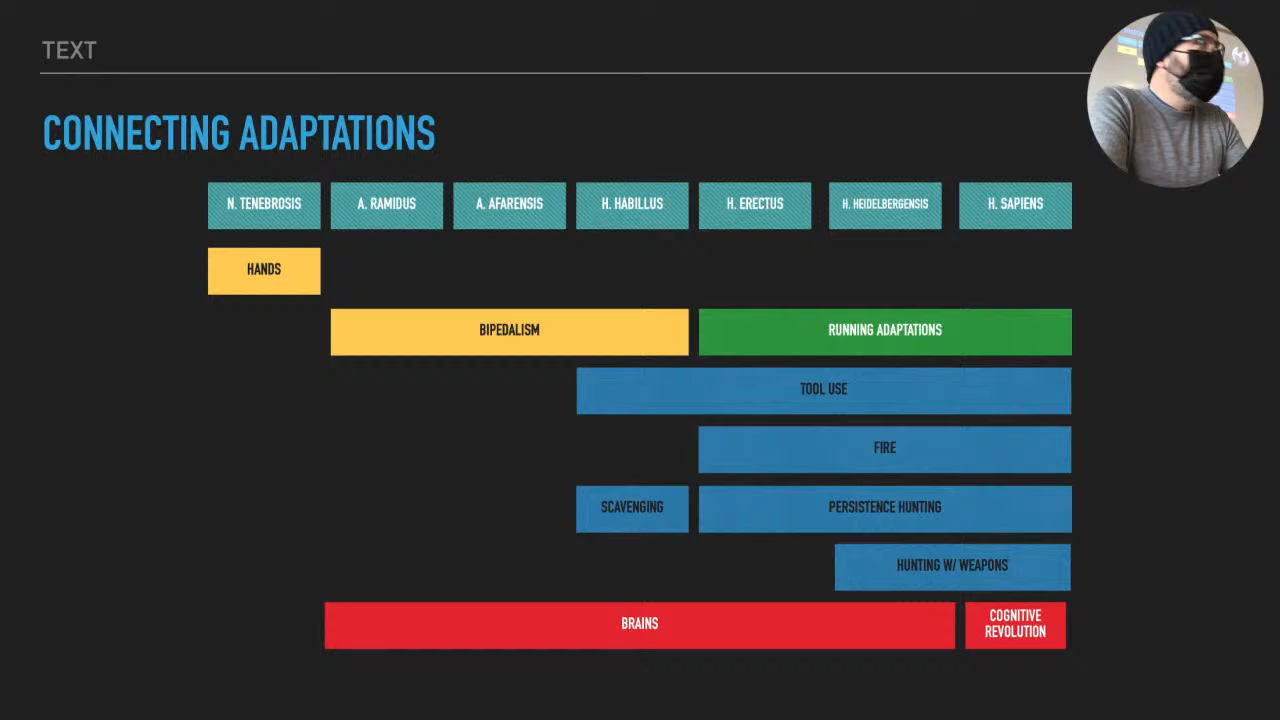 TEXT
CONNECTING ADAPTATIONS
N. TENEBROSIS
A. RAMIDUS
A. AFARENSIS
H. HABILLUS
H. ERECTUS
H. HEIDELBERGENSIS
H. SAPIENS
HANDS
BIPEDALISM
RUNNING ADAPTATIONS
TOOL USE
FIRE
SCAVENGING
PERSISTENCE HUNTING
HUNTING W/ WEAPONS
BRAINS
COGNITIVE
REVOLUTION